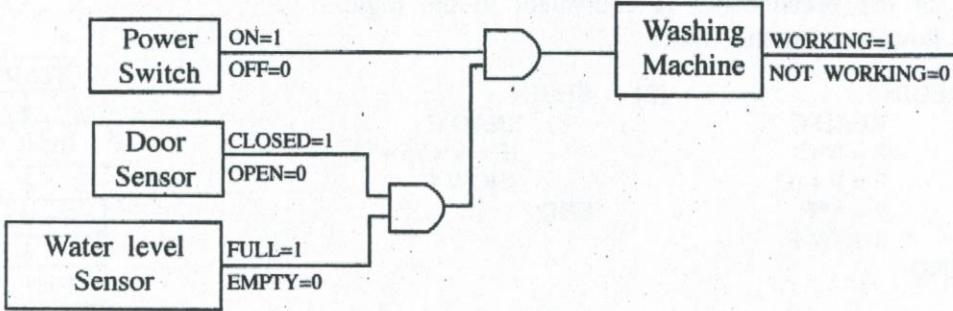 Power
Switch
ON=1
OFF=0
Washing
Machine
WORKING=1
NOT WORKING=0
Door
Sensor
CLOSED=1
OPEN=0
Water level
Sensor
FULL=1
EMPTY=0